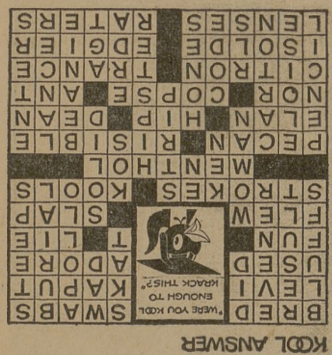 KOOL ANSWER
BRED SWABS
LEVI KAPUT
USED ADORE
FUN T LIE
FLEW SLAP
"WERE YOU KOOL
ENOUGH TO
KRACK THIS?"
STROKES KOOLS
MENTHOL
PECAN RISIBLE
ELAN HIP DEAN
NOR COPSE ANT
CITRON TRANCE
ISOLDE EDGIER
LENSES RATERS